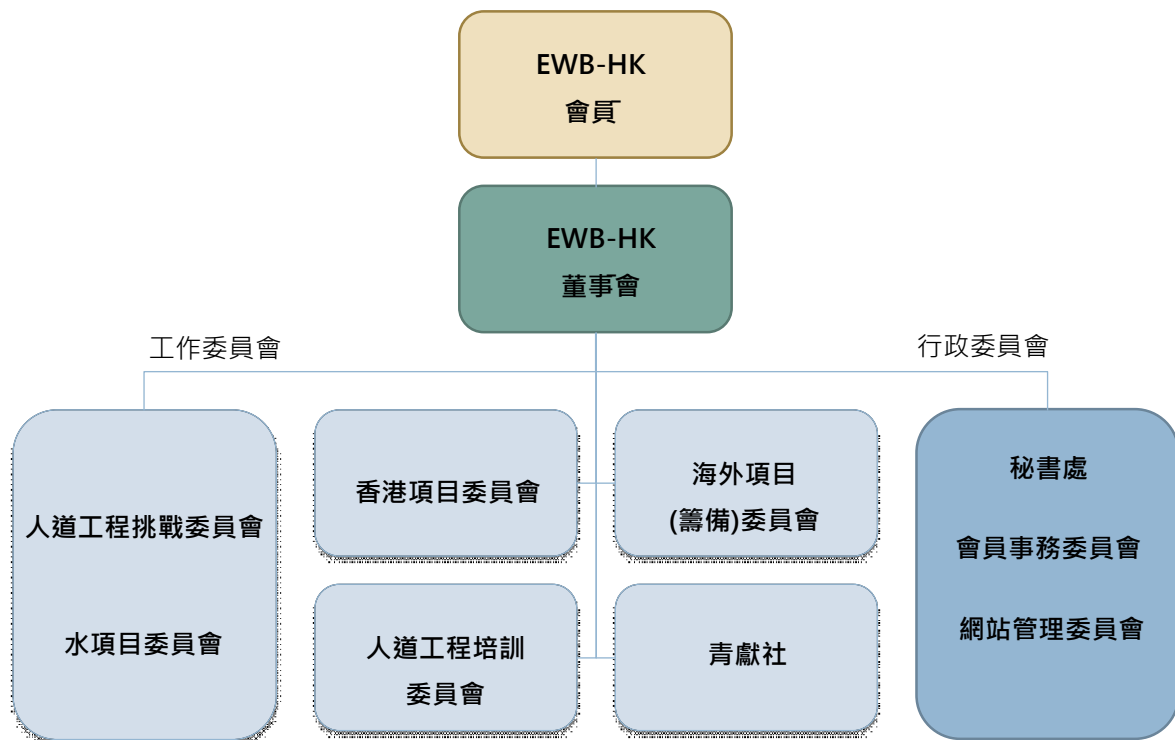 EWB-HK
會員
EWB-HK
董事會
工作委員會
行政委員會
人道工程挑戰委員會
水項目委員會
香港項目委員會
海外項目
(籌備)委員會
人道工程培訓
委員會
青獻社
秘書處
會員事務委員會
網站管理委員會